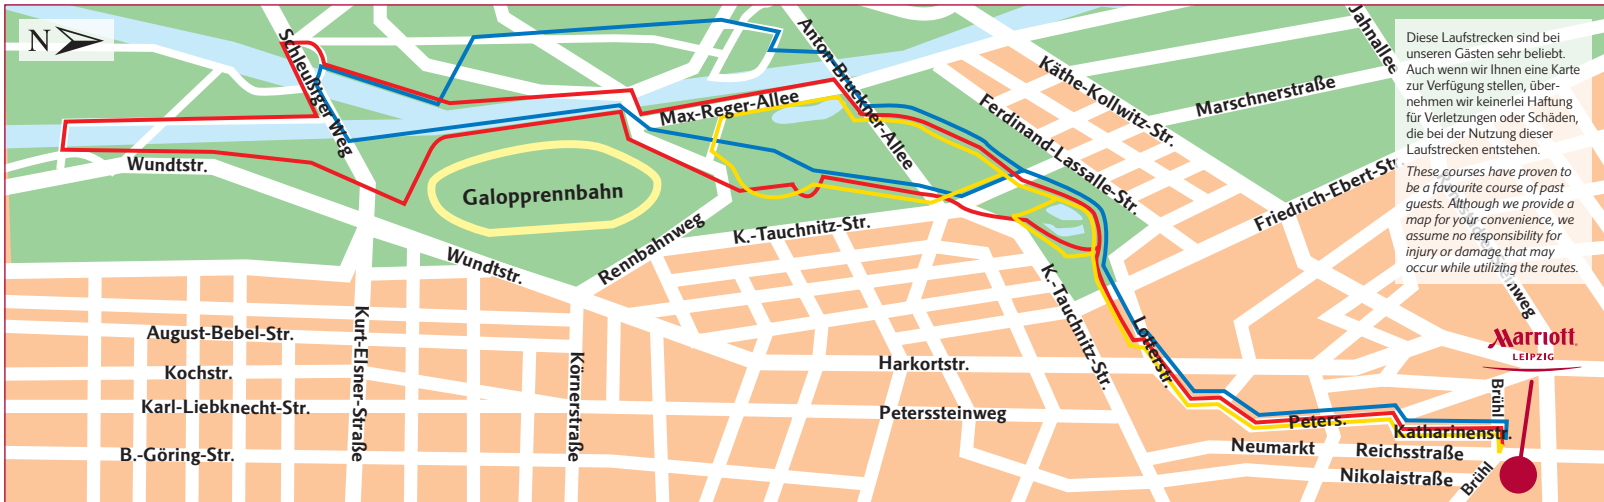 N
Schleußiger Weg
Anton-Bruckner-Allee
Max-Reger-Allee
Käthe-Kollwitz-Str.
Ferdinand-Lassalle-Str.
Marschnerstraße
Jahnallee
Friedrich-Ebert-Str.
Wundtstr.
Galopprennbahn
Rennbahnweg
K.-Tauchnitz-Str.
Wundtstr.
K.-Tauchnitz-Str.
Lotterstr.
August-Bebel-Str.
Kochstr.
Karl-Liebknecht-Str.
B.-Göring-Str.
Kurt-Eisner-Straße
Körnerstraße
Harkortstr.
Peterssteinweg
Peters.
Neumarkt
Katharinenstr.
Reichsstraße
Nikolaistraße
Brühl
Brühl
Diese Laufstrecken sind bei
unseren Gästen sehr beliebt.
Auch wenn wir Ihnen eine Karte
zur Verfügung stellen, über-
nehmen wir keinerlei Haftung
für Verletzungen oder Schäden,
die bei der Nutzung dieser
Laufstrecken entstehen.
These courses have proven to
be a favourite course of past
guests. Although we provide a
map for your convenience, we
assume no responsibility for
injury or damage that may
occur while utilizing the routes.
Marriott
LEIPZIG